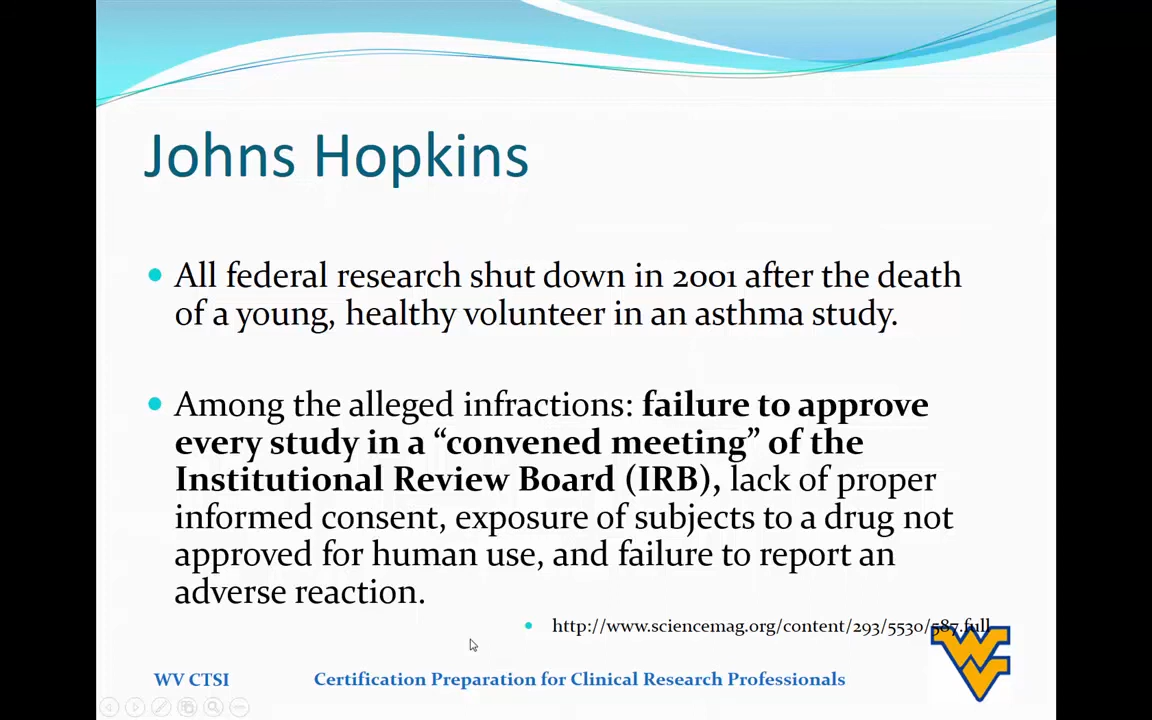 Johns Hopkins
All federal research shut down in 2001 after the death
of a young, healthy volunteer in an asthma study.
Among the alleged infractions: failure to approve
every study in a “convened meeting” of the
Institutional Review Board (IRB), lack of proper
informed consent, exposure of subjects to a drug not
approved for human use, and failure to report an
adverse reaction.
http://www.sciencemag.org/content/293/5530/587.full
WV CTSI
Certification Preparation for Clinical Research Professionals
WV